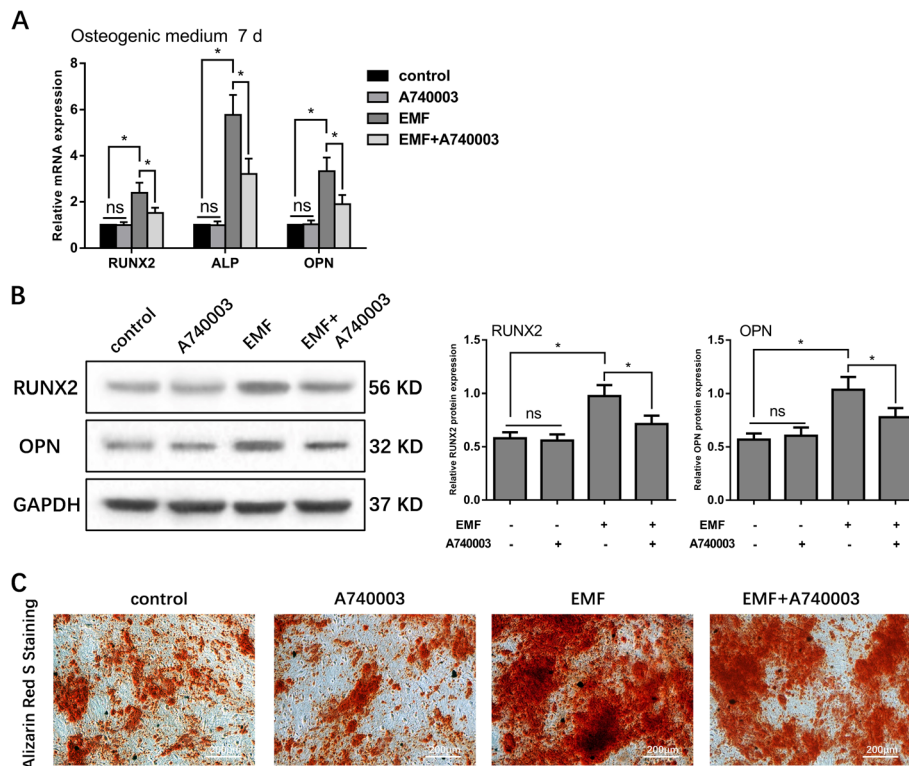 A
Osteogenic medium 7 d
Relative mRNA expression
8
6
4
2
0
* * * * * *
ns ns ns
RUNX2 ALP OPN
control
A740003
EMF
EMF+A740003
B
control A740003 EMF EMF+ A740003
RUNX2 56 KD
OPN 32 KD
GAPDH 37 KD
RUNX2
Relative RUNX2 protein expression
1.5
1.0
0.5
0.0
* *
ns
EMF - - + +
A740003 - + - +
OPN
Relative OPN protein expression
1.5
1.0
0.5
0.0
* *
ns
EMF - - + +
A740003 - + - +
C
Alizarin Red S Staining
control A740003 EMF EMF+A740003
200μm 200μm 200μm 200μm